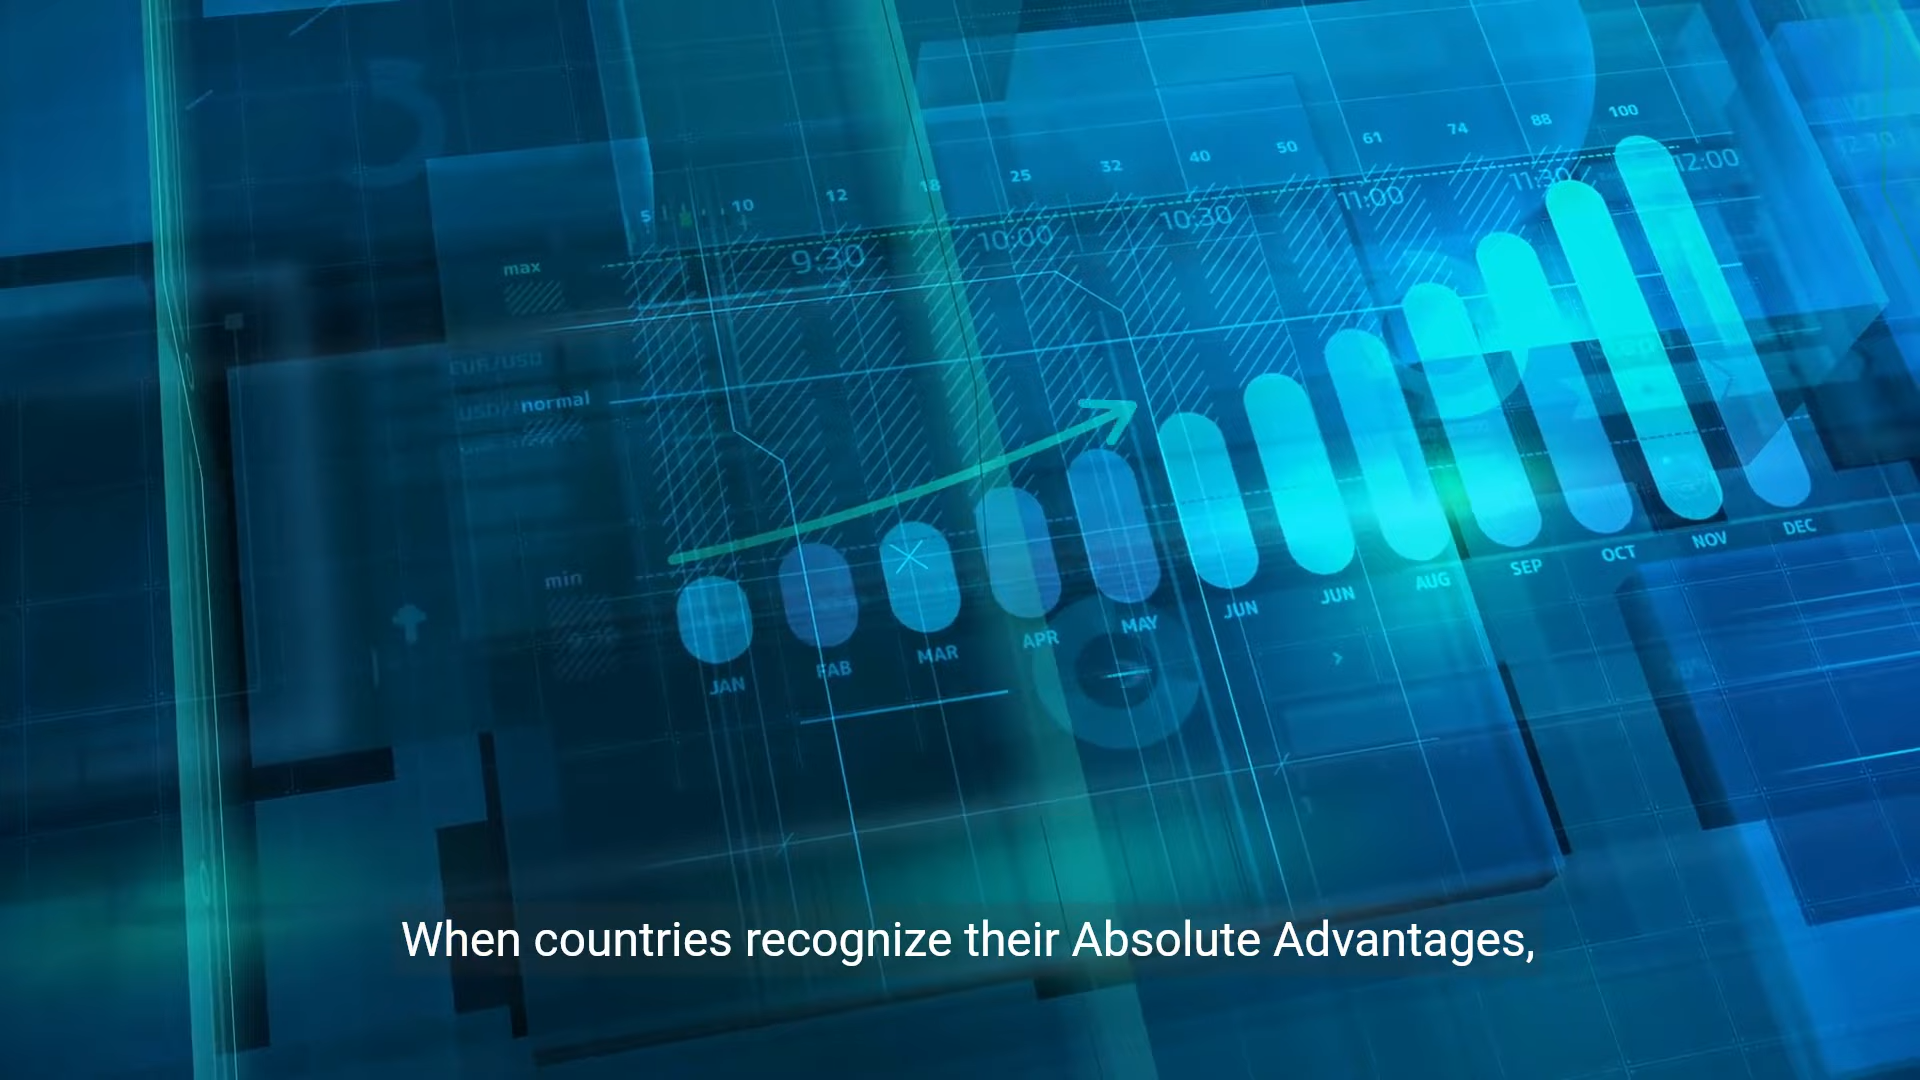 5 10 12 18 25 32 40 50 61 74 88 100
9:30 10:00 10:30 11:00 11:30 12:00
max
EUR/USD
normal
min
JAN FAB MAR APR MAY JUN JUN AUG SEP OCT NOV DEC
When countries recognize their Absolute Advantages,